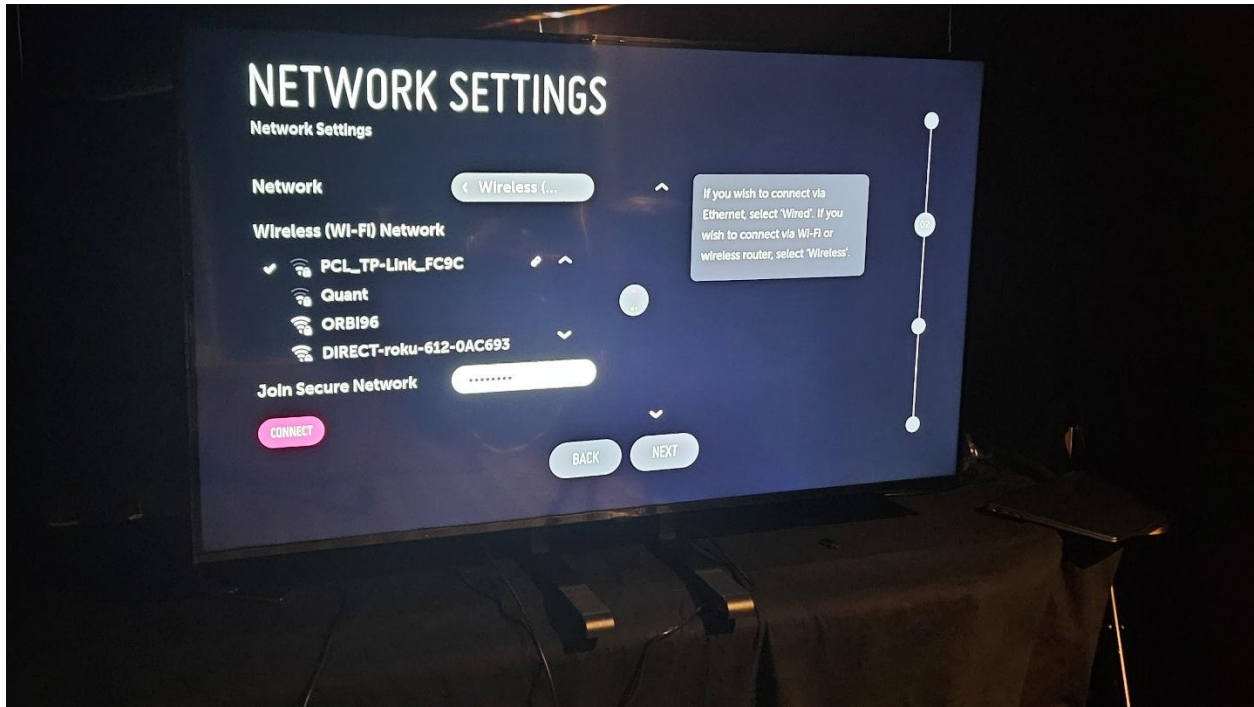 NETWORK SETTINGS
Network Settings
Network
Wireless (...
Wireless (Wi-Fi) Network
PCL_TP-Link_FC9C
Quant
ORBI96
DIRECT-roku-612-0AC693
Join Secure Network
••••••••
CONNECT
BACK
NEXT
If you wish to connect via
Ethernet, select 'Wired'. If you
wish to connect via Wi-Fi or
wireless router, select 'Wireless'.
02